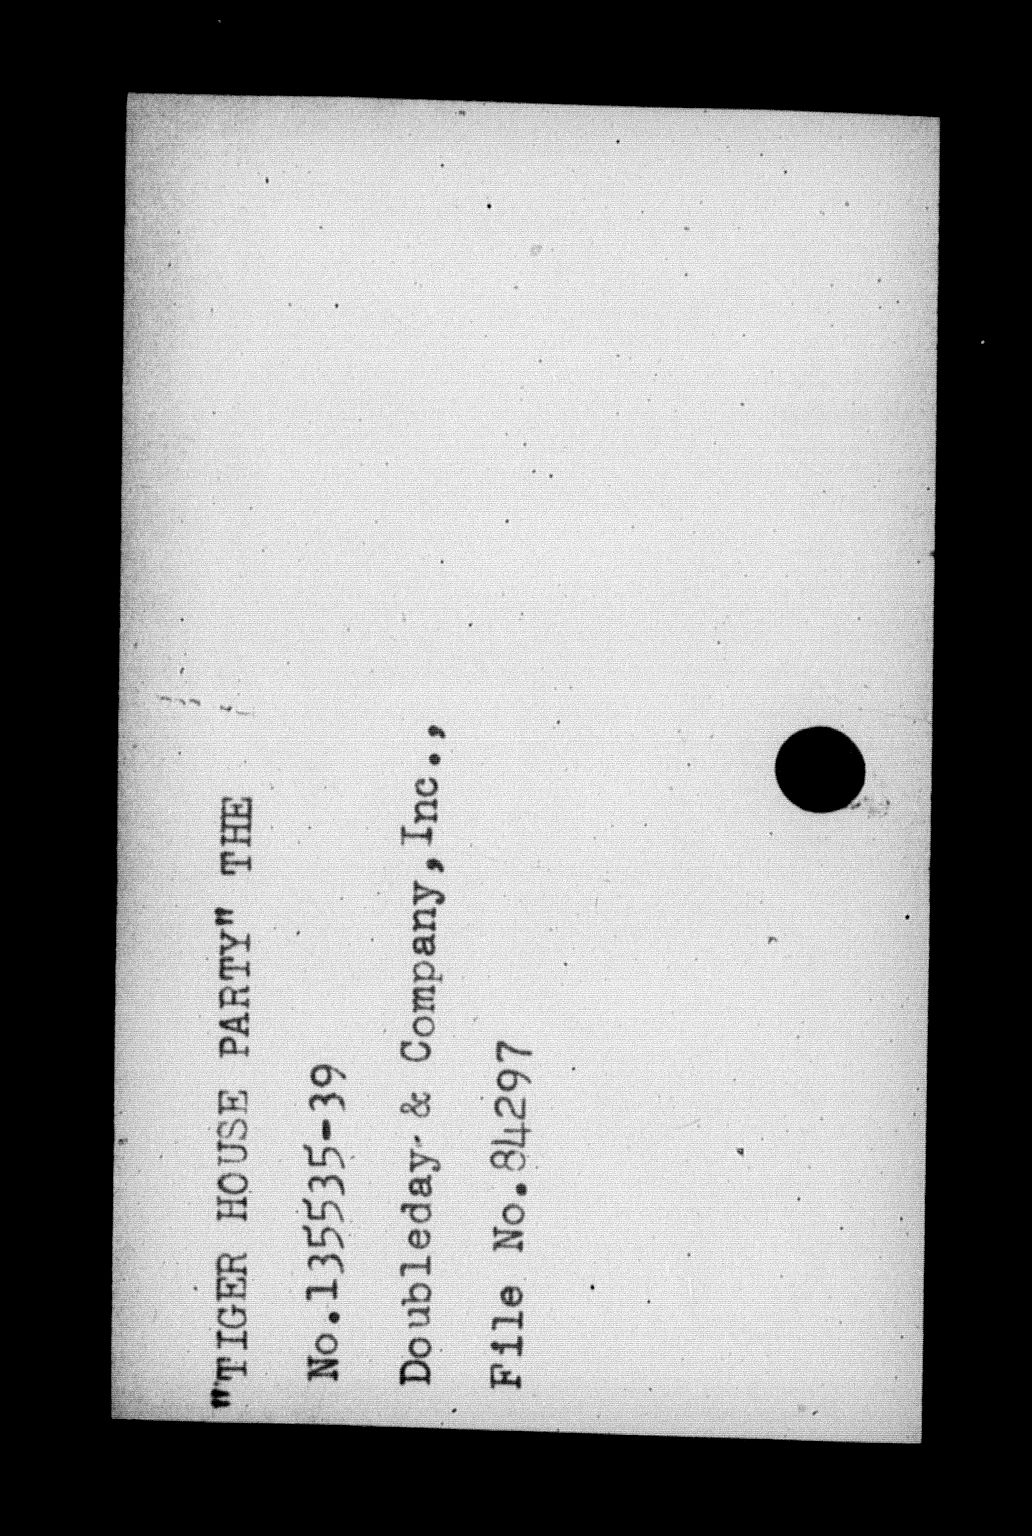 "TIGER HOUSE PARTY" THE
No.135535-39
Doubleday & Company,Inc.,
File No.84297